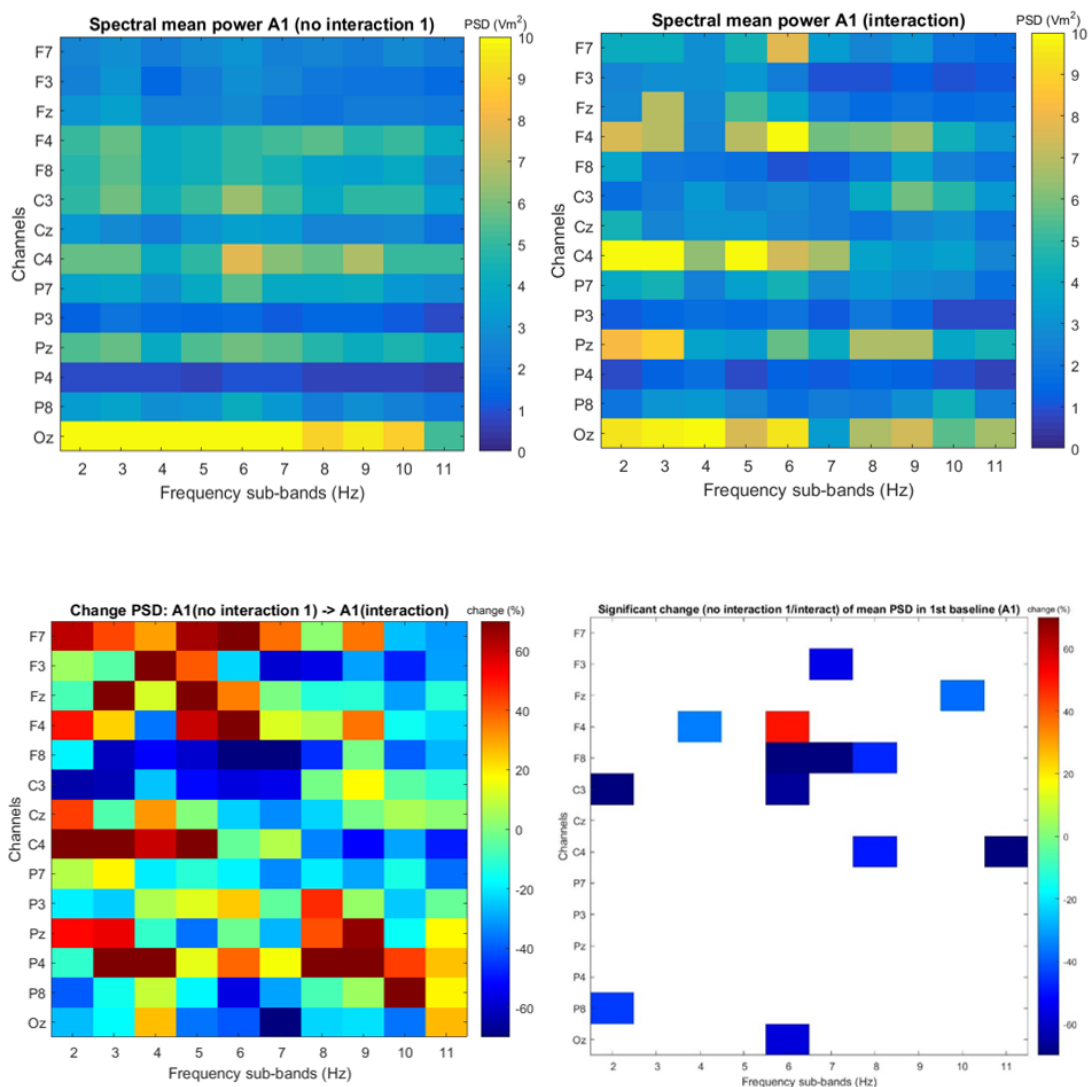 Spectral mean power A1 (no interaction 1)
PSD (Vm2)
F7
F3
Fz
F4
F8
C3
Cz
C4
P7
P3
Pz
P4
P8
Oz
Channels
2 3 4 5 6 7 8 9 10 11
Frequency sub-bands (Hz)
10
9
8
7
6
5
4
3
2
1
0
Spectral mean power A1 (interaction)
PSD (Vm2)
F7
F3
Fz
F4
F8
C3
Cz
C4
P7
P3
Pz
P4
P8
Oz
Channels
2 3 4 5 6 7 8 9 10 11
Frequency sub-bands (Hz)
10
9
8
7
6
5
4
3
2
1
0
Change PSD: A1(no interaction 1) -> A1(interaction)
change (%)
F7
F3
Fz
F4
F8
C3
Cz
C4
P7
P3
Pz
P4
P8
Oz
Channels
2 3 4 5 6 7 8 9 10 11
Frequency sub-bands (Hz)
60
40
20
0
-20
-40
-60
Significant change (no interaction 1/interact) of mean PSD in 1st baseline (A1)
change (%)
F7
F3
Fz
F4
F8
C3
Cz
C4
P7
P3
Pz
P4
P8
Oz
Channels
2 3 4 5 6 7 8 9 10 11
Frequency sub-bands (Hz)
60
40
20
0
-20
-40
-60